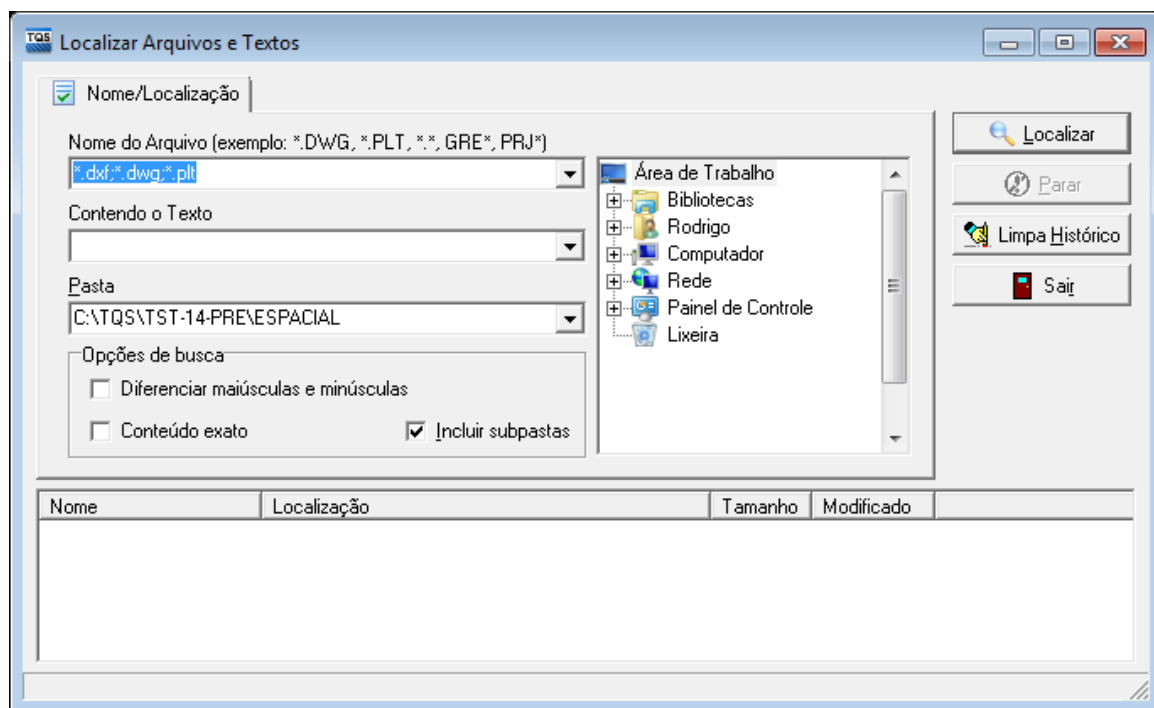 TQS Localizar Arquivos e Textos
Nome/Localização
Nome do Arquivo (exemplo: *.DWG, *.PLT, *.*, GRE*, PRJ*)
*.dxf;*.dwg;*.plt
Contendo o Texto
Pasta
C:\TQS\TST-14-PRE\ESPACIAL
Opções de busca
Diferenciar maiúsculas e minúsculas
Conteúdo exato
Incluir subpastas
Área de Trabalho
Bibliotecas
Rodrigo
Computador
Rede
Painel de Controle
Lixeira
Localizar
Parar
Limpa Histórico
Sair
Nome Localização Tamanho Modificado